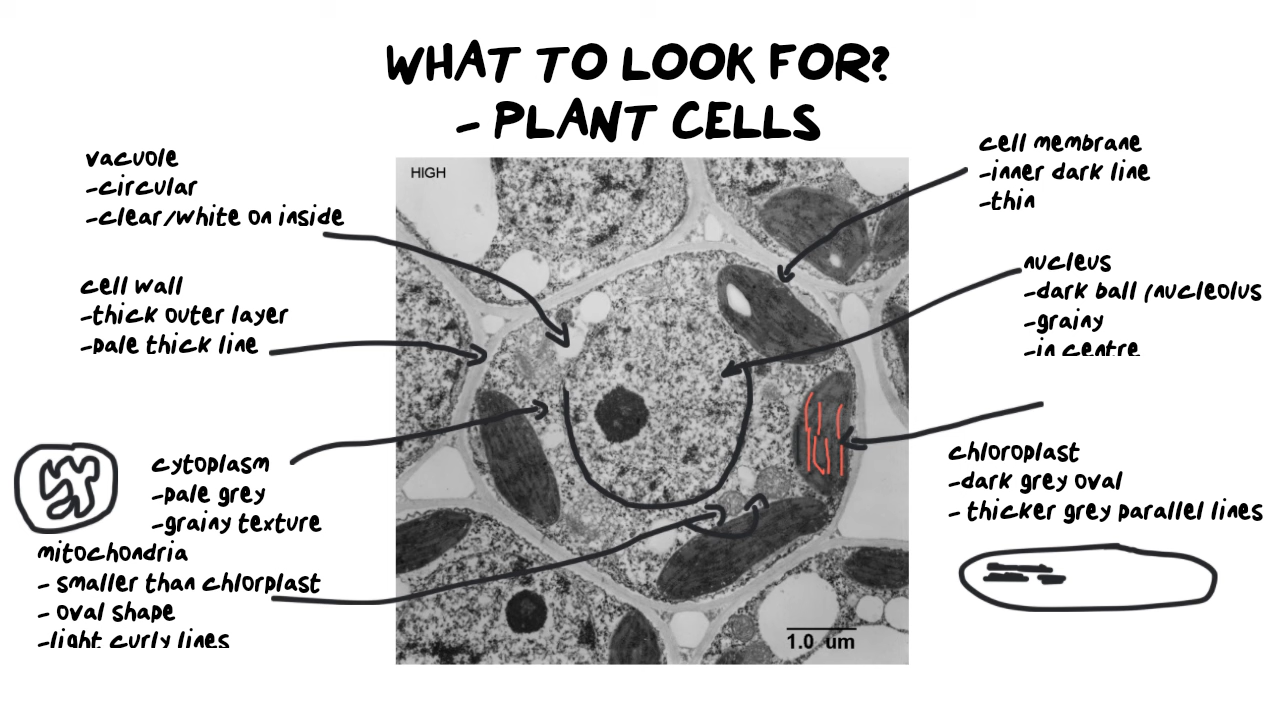 WHAT TO LOOK FOR?
- PLANT CELLS
vacuole
-circular
-clear/white on inside
cell wall
-thick outer layer
-pale thick line
cytoplasm
-pale grey
-grainy texture
mitochondria
- smaller than chlorplast
- oval shape
-light curly lines
HIGH
1.0 um
cell membrane
-inner dark line
-thin
nucleus
-dark ball /nucleolus
-grainy
-in centre
chloroplast
-dark grey oval
- thicker grey parallel lines